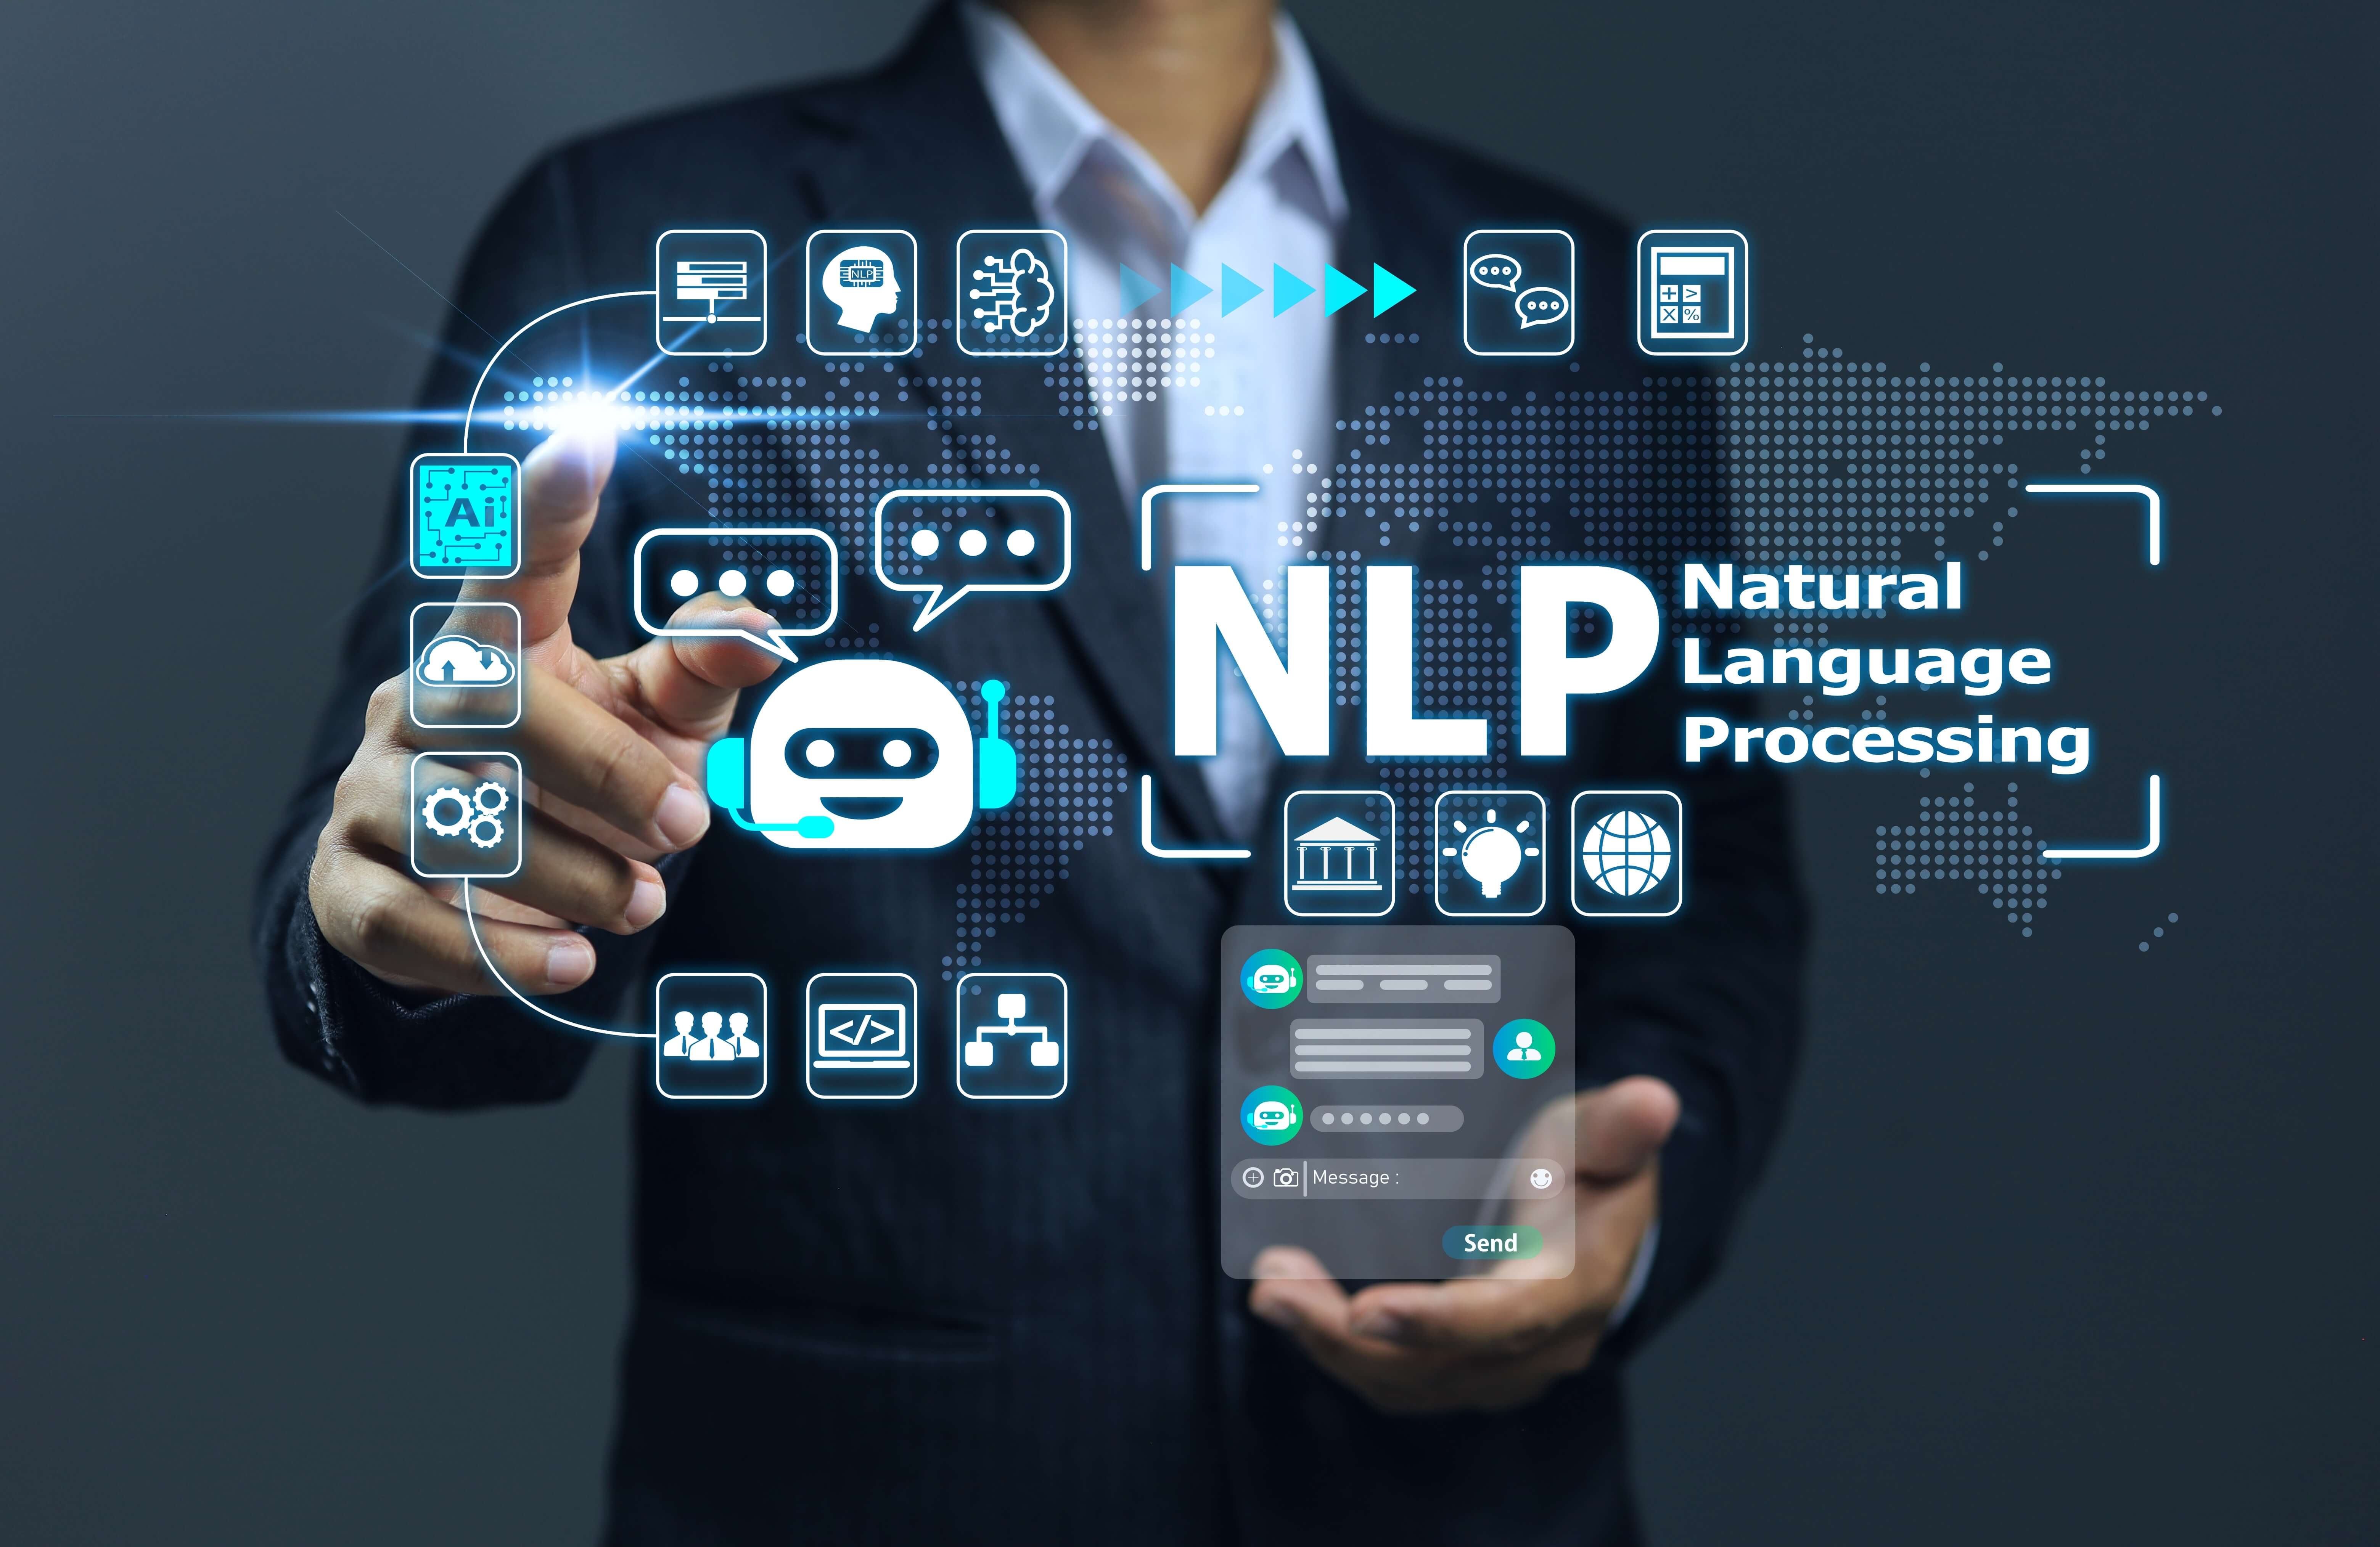 NLP
+ >
X %
Ai
NLP
Natural
Language
Processing
</>
Message :
Send